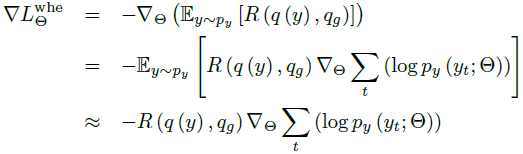 ∇L_Θ^whe = −∇_Θ (𝔼_{y∼p_y} [R (q (y) , q_g)])
= −𝔼_{y∼p_y} [R (q (y) , q_g) ∇_Θ ∑_t (log p_y (y_t; Θ))]
≈ −R (q (y) , q_g) ∇_Θ ∑_t (log p_y (y_t; Θ))